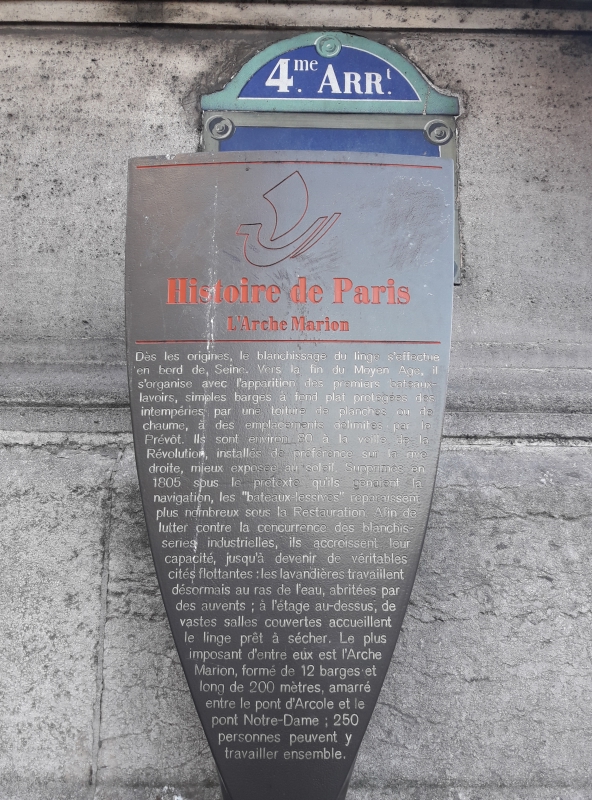 4.me ARR.t
Histoire de Paris
L'Arche Marion
Dès les origines, le blanchissage du linge s'effectue
en bord de Seine. Vers la fin du Moyen Age, il
s'organise avec l'apparition des premiers bateaux-
lavoirs, simples barges à fond plat protégées des
intempéries par une toiture de planches ou de
chaume, à des emplacements délimités par le
Prévôt. Ils sont environ 80 à la veille de la
Révolution, installés de préférence sur la rive
droite, mieux exposée au soleil. Supprimés en
1805 sous le prétexte qu'ils gênaient la
navigation, les "bateaux-lessives" reparaissent
plus nombreux sous la Restauration. Afin de
lutter contre la concurrence des blanchis-
series industrielles, ils accroissent leur
capacité, jusqu'à devenir de véritables
cités flottantes : les lavandières travaillent
désormais au ras de l'eau, abritées par
des auvents ; à l'étage au-dessus, de
vastes salles couvertes accueillent
le linge prêt à sécher. Le plus
imposant d'entre eux est l'Arche
Marion, formé de 12 barges et
long de 200 mètres, amarré
entre le pont d'Arcole et le
pont Notre-Dame ; 250
personnes peuvent y
travailler ensemble.